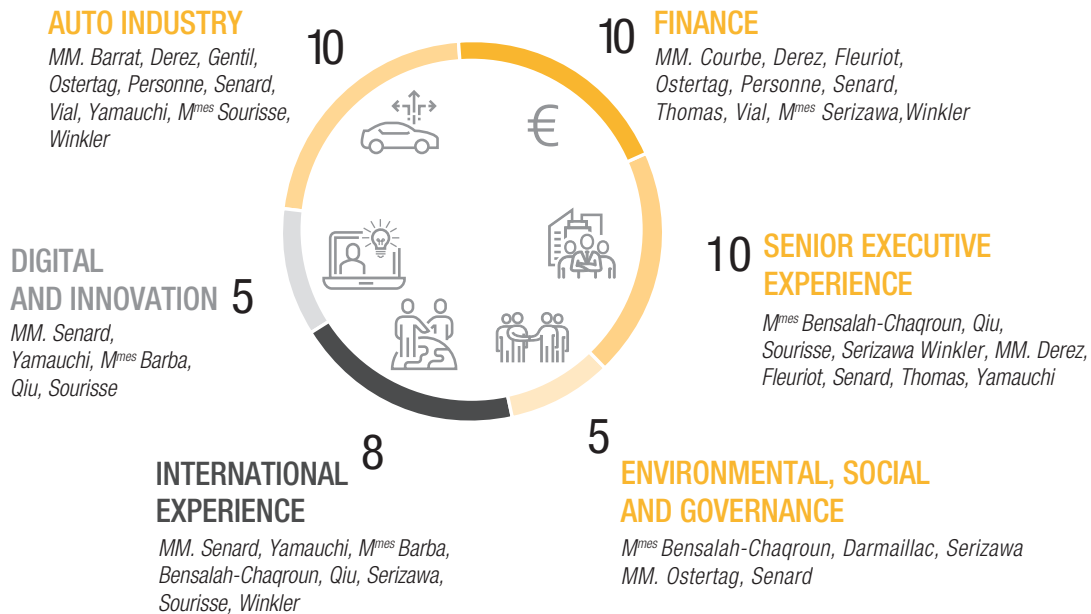 AUTO INDUSTRY
10
MM. Barrat, Derez, Gentil,
Ostertag, Personne, Senard,
Vial, Yamauchi, Mmes Sourisse,
Winkler
10
FINANCE
MM. Courbe, Derez, Fleuriot,
Ostertag, Personne, Senard,
Thomas, Vial, Mmes Serizawa,Winkler
€
10
SENIOR EXECUTIVE
EXPERIENCE
Mmes Bensalah-Chaqroun, Qiu,
Sourisse, Serizawa Winkler, MM. Derez,
Fleuriot, Senard, Thomas, Yamauchi
DIGITAL
AND INNOVATION 5
MM. Senard,
Yamauchi, Mmes Barba,
Qiu, Sourisse
8
INTERNATIONAL
EXPERIENCE
MM. Senard, Yamauchi, Mmes Barba,
Bensalah-Chaqroun, Qiu, Serizawa,
Sourisse, Winkler
5
ENVIRONMENTAL, SOCIAL
AND GOVERNANCE
Mmes Bensalah-Chaqroun, Darmaillac, Serizawa
MM. Ostertag, Senard